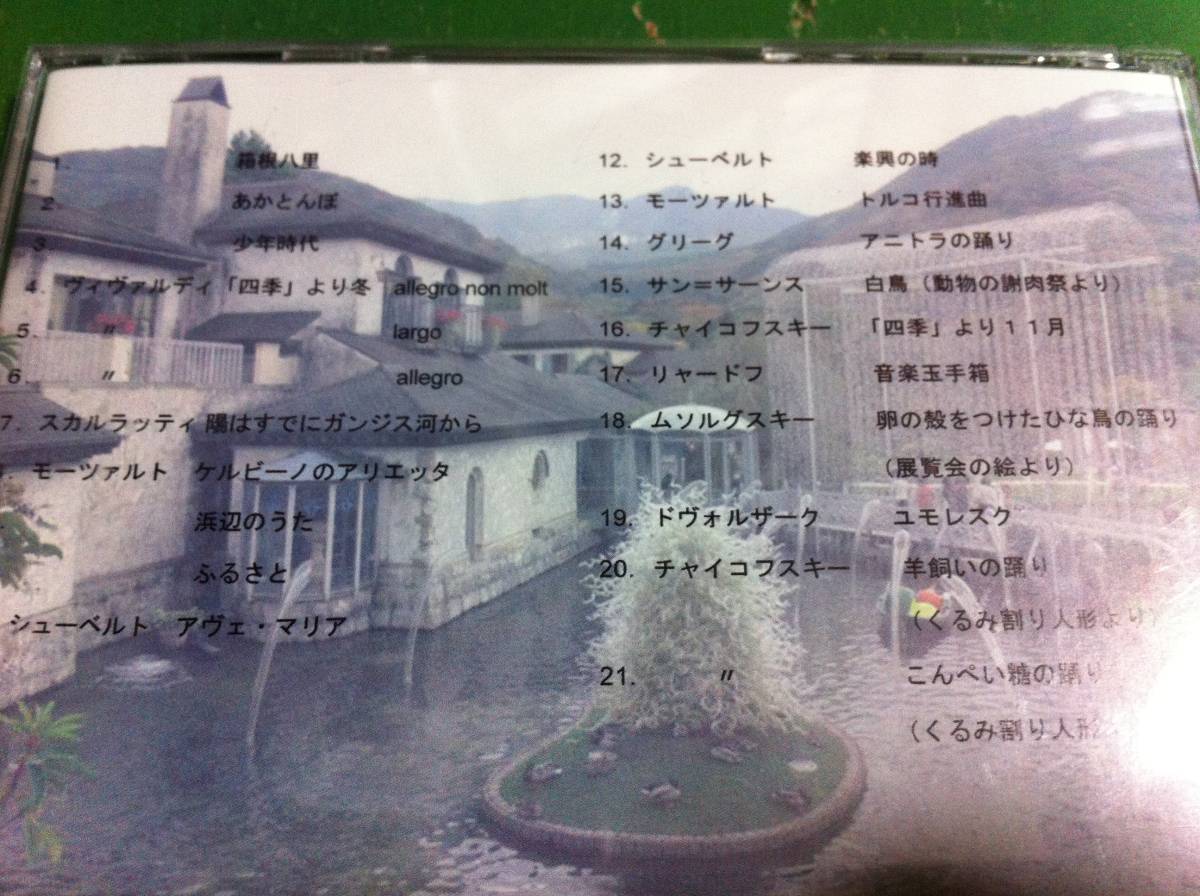 1. 箱根八里
2. あかとんぼ
3. 少年時代
4. ヴィヴァルディ 「四季」より冬 allegro non molt
5. 〃 largo
6. 〃 allegro
7. スカルラッティ 陽はすでにガンジス河から
モーツァルト ケルビーノのアリエッタ
浜辺のうた
ふるさと
シューベルト アヴェ・マリア
12. シューベルト 楽興の時
13. モーツァルト トルコ行進曲
14. グリーグ アニトラの踊り
15. サン＝サーンス 白鳥（動物の謝肉祭より）
16. チャイコフスキー 「四季」より１１月
17. リャードフ 音楽玉手箱
18. ムソルグスキー 卵の殻をつけたひな鳥の踊り
（展覧会の絵より）
19. ドヴォルザーク ユモレスク
20. チャイコフスキー 羊飼いの踊り
（くるみ割り人形より）
21. 〃 こんぺい糖の踊り
（くるみ割り人形